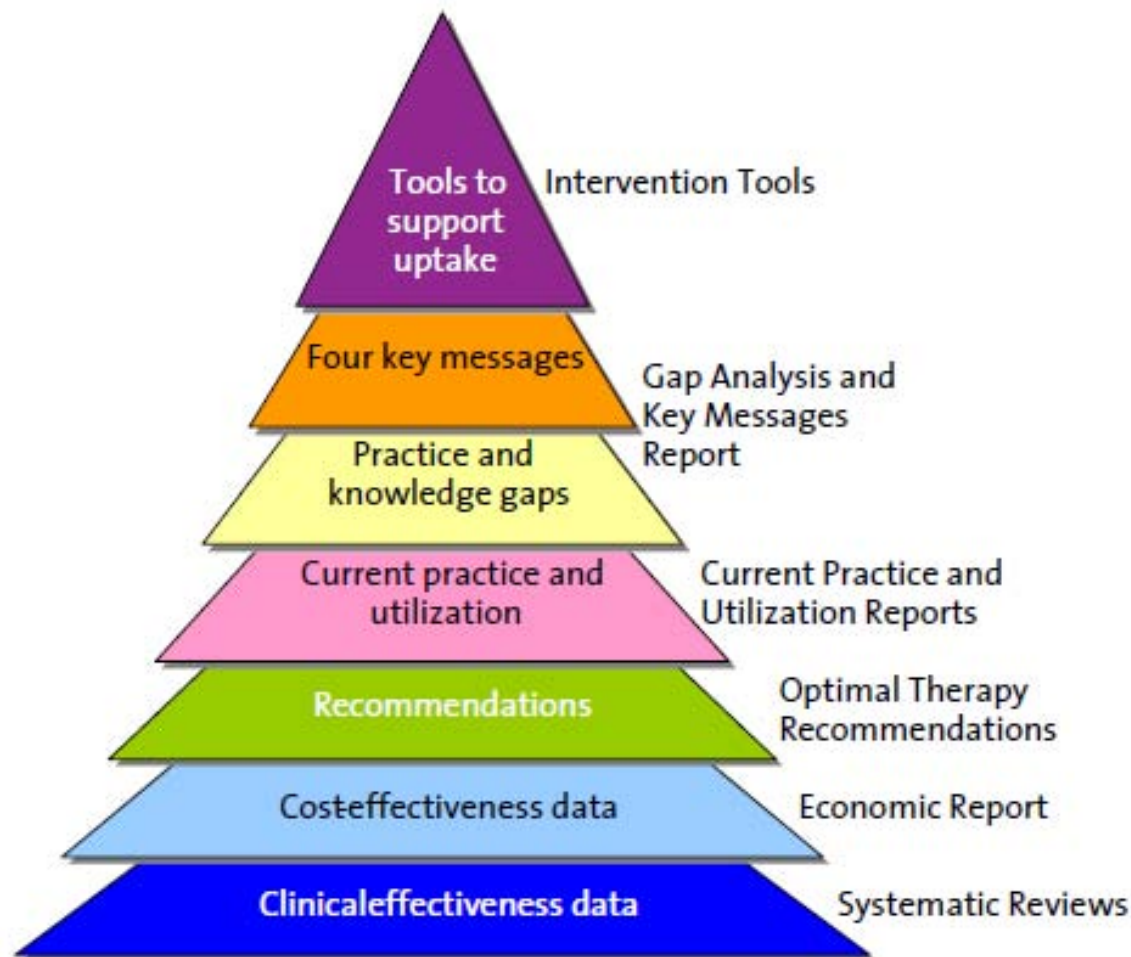 Tools to
support
uptake
Intervention Tools
Four key messages
Gap Analysis and
Key Messages
Report
Practice and
knowledge gaps
Current practice and
utilization
Current Practice and
Utilization Reports
Recommendations
Optimal Therapy
Recommendations
Cost-effectiveness data
Economic Report
Clinicaleffectiveness data
Systematic Reviews